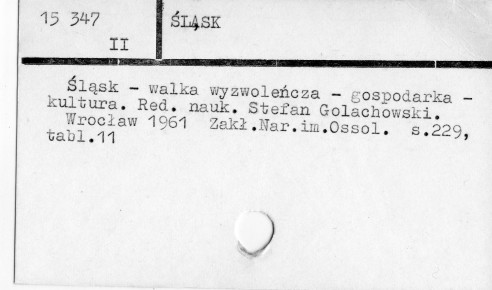 15 347
II
ŚLĄSK
Śląsk - walka wyzwoleńcza - gospodarka -
kultura. Red. nauk. Stefan Golachowski.
Wrocław 1961 Zakł.Nar.im.Ossol. s.229,
tabl.11